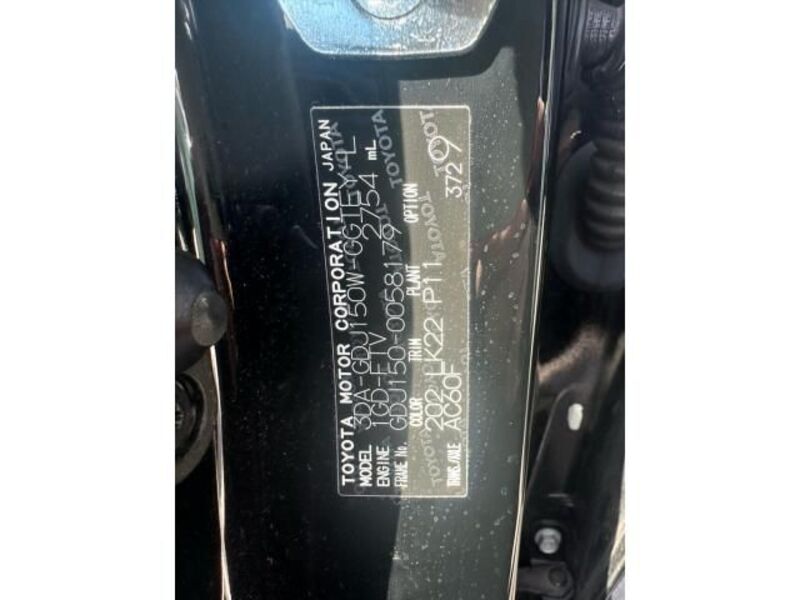 TOYOTA MOTOR CORPORATION JAPAN
MODEL 3DA-GDJ150W-GGTEY-L
ENGINE 1GD-FTV 2754 mL
FRAME No. GDJ150-0058179
COLOR TRIM PLANT OPTION
202 LK22 P11 3729
TRANS/AXLE AC60F